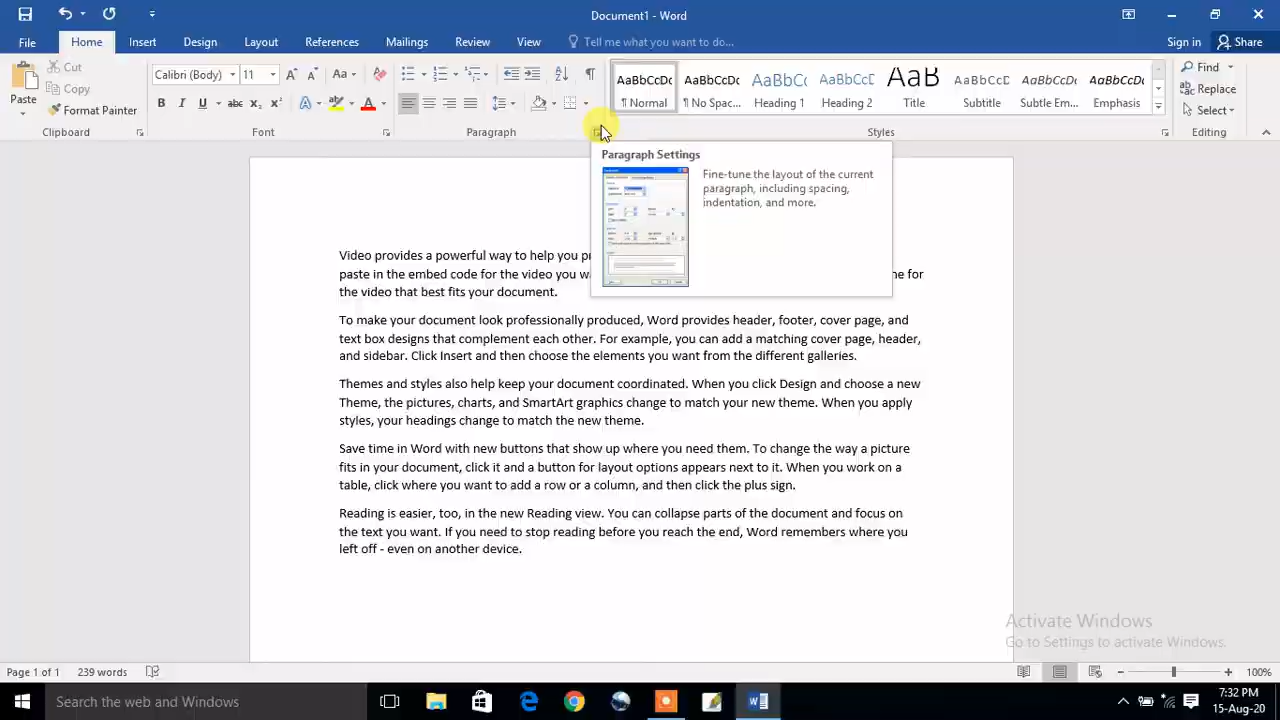 Document1 - Word
File Home Insert Design Layout References Mailings Review View Tell me what you want to do... Sign in Share
Paste
Cut
Copy
Format Painter
Clipboard
Calibri (Body) 11
Font
Paragraph
AaBbCcDc AaBbCcDc AaBbCc AaBbCcD AaB AaBbCcD AaBbCcDc AaBbCcDc
¶ Normal ¶ No Spac... Heading 1 Heading 2 Title Subtitle Subtle Em... Emphasis
Styles
Find
Replace
Select
Editing
Paragraph Settings
Fine-tune the layout of the current
paragraph, including spacing,
indentation, and more.
Video provides a powerful way to help you
paste in the embed code for the video you ne for
the video that best fits your document.
To make your document look professionally produced, Word provides header, footer, cover page, and
text box designs that complement each other. For example, you can add a matching cover page, header,
and sidebar. Click Insert and then choose the elements you want from the different galleries.
Themes and styles also help keep your document coordinated. When you click Design and choose a new
Theme, the pictures, charts, and SmartArt graphics change to match your new theme. When you apply
styles, your headings change to match the new theme.
Save time in Word with new buttons that show up where you need them. To change the way a picture
fits in your document, click it and a button for layout options appears next to it. When you work on a
table, click where you want to add a row or a column, and then click the plus sign.
Reading is easier, too, in the new Reading view. You can collapse parts of the document and focus on
the text you want. If you need to stop reading before you reach the end, Word remembers where you
left off - even on another device.
Activate Windows
Go to Settings to activate Windows.
Page 1 of 1 239 words 100%
Search the web and Windows
7:32 PM
15-Aug-20